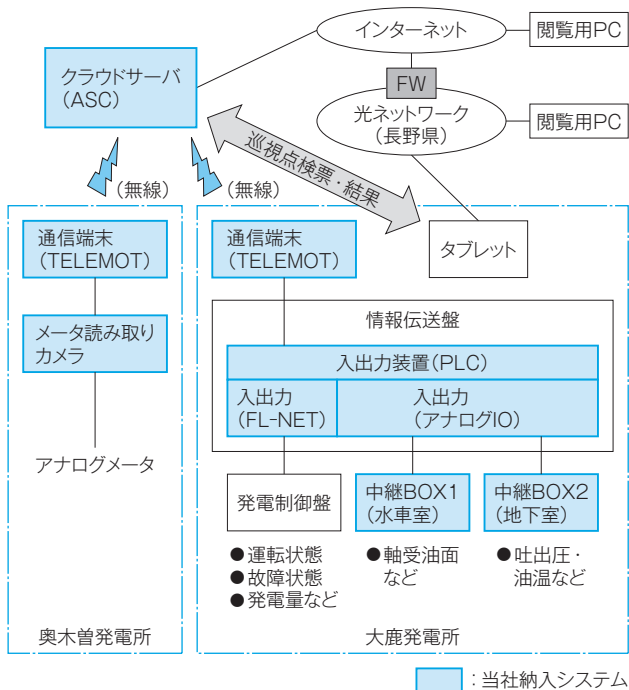 インターネット
閲覧用PC
クラウドサーバ
(ASC)
FW
光ネットワーク
(長野県)
閲覧用PC
巡視点検票・結果
(無線)
(無線)
通信端末
(TELEMOT)
通信端末
(TELEMOT)
タブレット
メータ読み取り
カメラ
情報伝送盤
入出力装置(PLC)
入出力
(FL-NET)
入出力
(アナログIO)
アナログメータ
発電制御盤
中継BOX1
(水車室)
中継BOX2
(地下室)
●運転状態
●故障状態
●発電量など
●軸受油面
など
●吐出圧・
油温など
奥木曽発電所
大鹿発電所
:当社納入システム